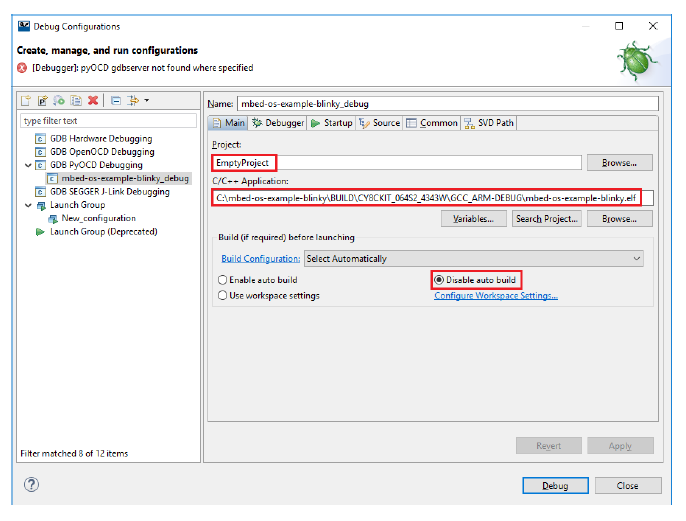 Debug Configurations
Create, manage, and run configurations
[Debugger]: pyOCD gdbserver not found where specified
type filter text
GDB Hardware Debugging
GDB OpenOCD Debugging
GDB PyOCD Debugging
mbed-os-example-blinky_debug
GDB SEGGER J-Link Debugging
Launch Group
New_configuration
Launch Group (Deprecated)
Filter matched 8 of 12 items
Name: mbed-os-example-blinky_debug
Main Debugger Startup Source Common SVD Path
Project:
EmptyProject Browse...
C/C++ Application:
C:\mbed-os-example-blinky\BUILD\CY8CKIT_064S2_4343W\GCC_ARM-DEBUG\mbed-os-example-blinky.elf
Variables... Search Project... Browse...
Build (if required) before launching
Build Configuration: Select Automatically
Enable auto build Disable auto build
Use workspace settings Configure Workspace Settings...
Revert Apply
Debug Close